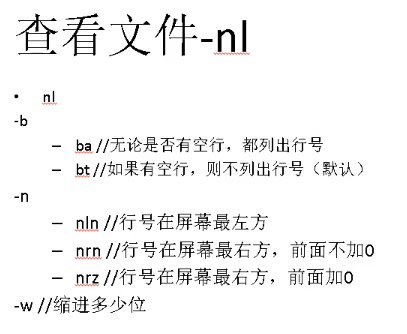 查看文件-nl
• nl
-b
– ba //无论是否有空行，都列出行号
– bt //如果有空行，则不列出行号（默认）
-n
– nln //行号在屏幕最左方
– nrn //行号在屏幕最右方，前面不加0
– nrz //行号在屏幕最右方，前面加0
-w //缩进多少位